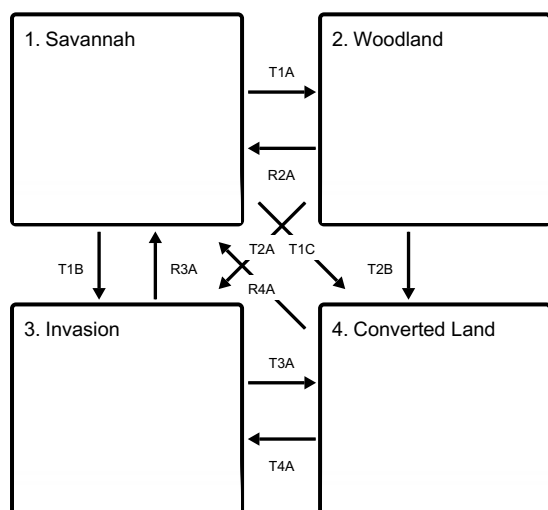 1. Savannah
2. Woodland
T1A
R2A
T1B
R3A
T2A
T1C
T2B
R4A
3. Invasion
4. Converted Land
T3A
T4A